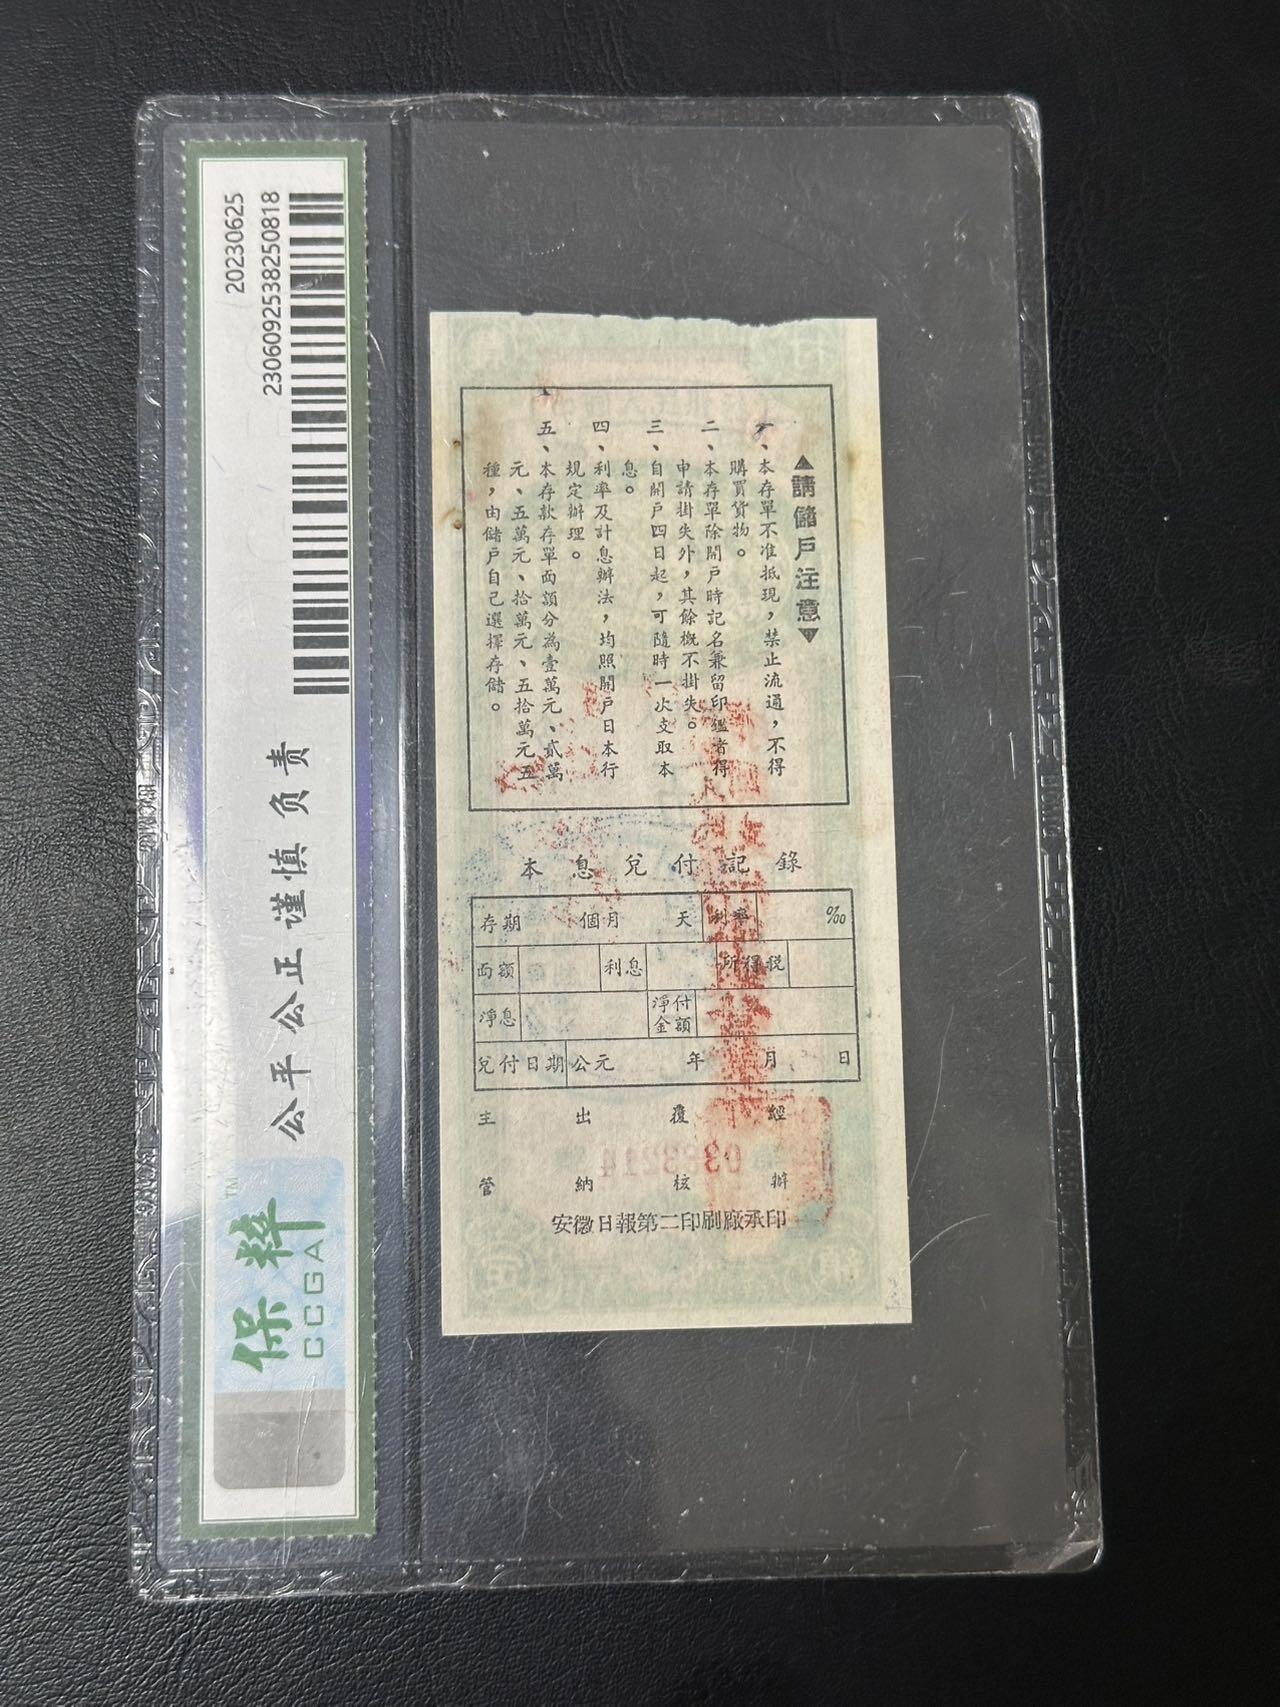 20230625
23060925382508​18
公平公正谨慎负责
保粹
TM
CCGA
▲請儲戶注意▼
一、本存單不准抵現，禁止流通，不得
購買貨物。
二、本存單除開戶時記名兼留印鑑者得
申請掛失外，其餘概不掛失。
三、自開戶四日起，可隨時一次支取本
息。
四、利率及計息辦法，均照開戶日本行
規定辦理。
五、本存款存單面額分為壹萬元、貳萬
元、五萬元、拾萬元、五拾萬元五
種，由儲戶自己選擇存儲。
本息兌付記錄
存期 個月 天 利率 ‰
面額 利息 所得稅
淨息 淨付金額
兌付日期 公元 年 月 日
主管 出納 覆核 經辦
安徽日報第二印刷廠承印